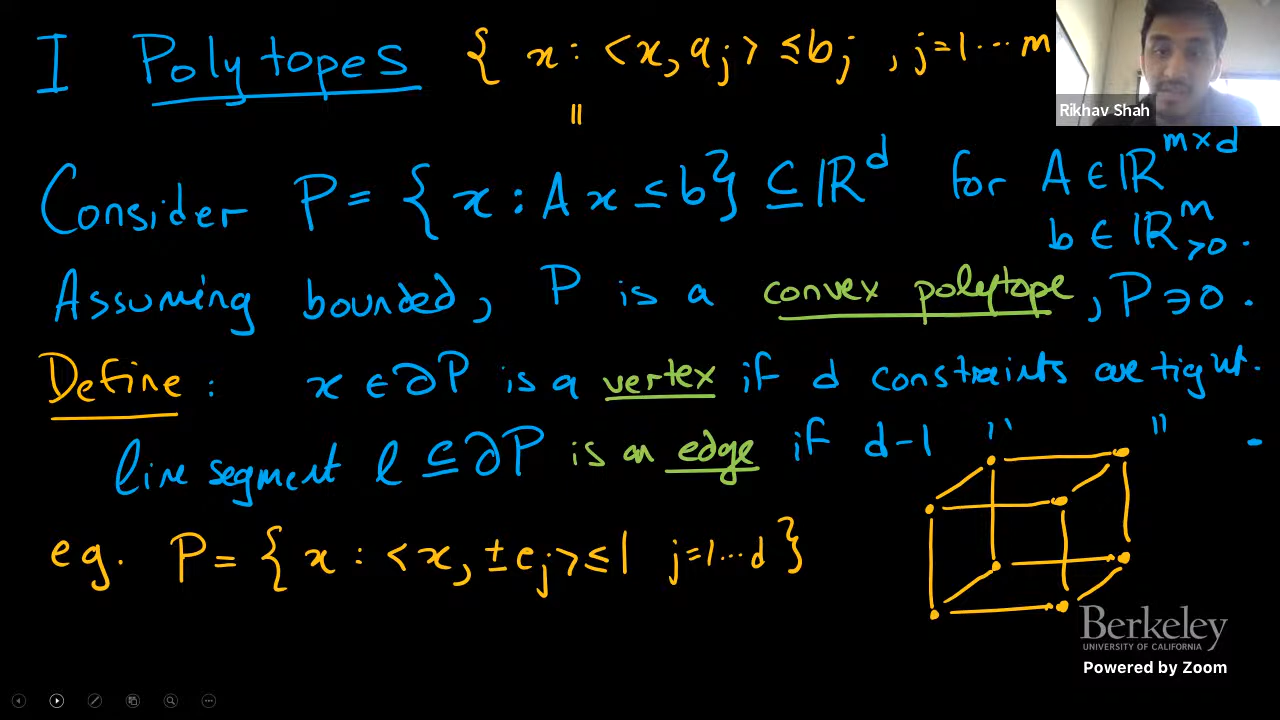 I Polytopes { x : <x, aj> ≤ bj , j=1···m
Rikhav Shah
=
Consider P = { x : A x ≤ b } ⊆ ℝ^d for A ∈ ℝ^{m×d}
b ∈ ℝ^m_{>0} .
Assuming bounded, P is a convex polytope, P ∋ 0 .
Define : x ∈ ∂P is a vertex if d constraints are tight.
line segment ℓ ⊆ ∂P is an edge if d-1 " " .
eg. P = { x : <x, ±ej> ≤ 1 j=1···d }
Berkeley
UNIVERSITY OF CALIFORNIA
Powered by Zoom